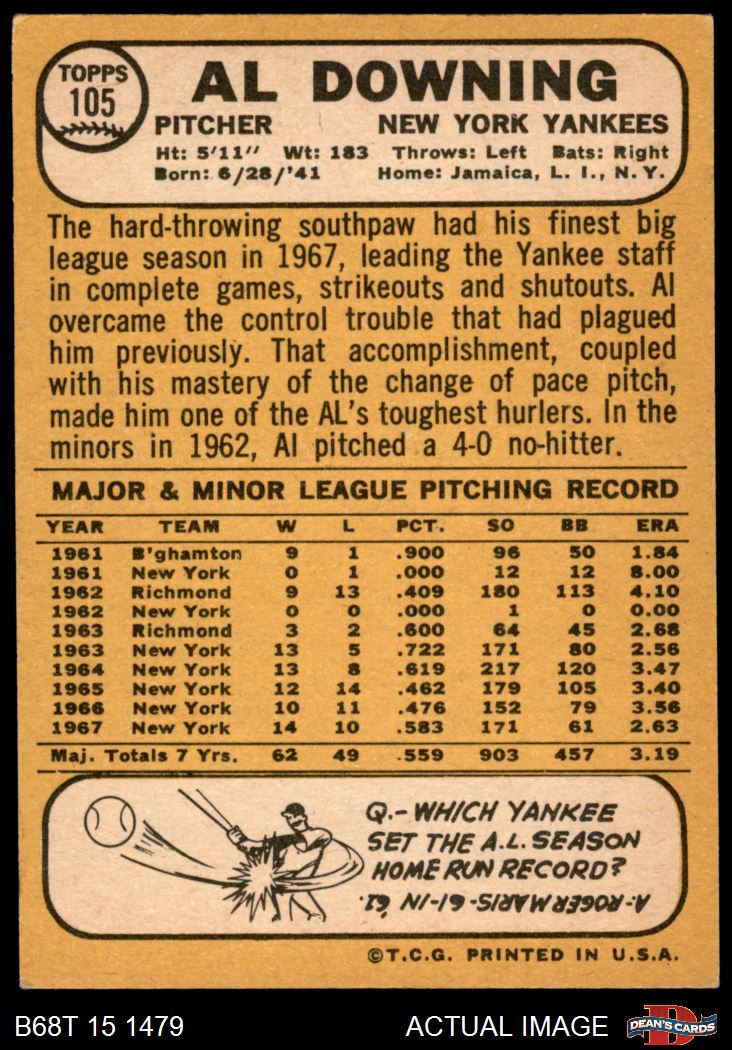 TOPPS
105
AL DOWNING
PITCHER NEW YORK YANKEES
Ht: 5'11" Wt: 183 Throws: Left Bats: Right
Born: 6/28/'41 Home: Jamaica, L. I., N. Y.
The hard-throwing southpaw had his finest big
league season in 1967, leading the Yankee staff
in complete games, strikeouts and shutouts. Al
overcame the control trouble that had plagued
him previously. That accomplishment, coupled
with his mastery of the change of pace pitch,
made him one of the AL's toughest hurlers. In the
minors in 1962, Al pitched a 4-0 no-hitter.
MAJOR & MINOR LEAGUE PITCHING RECORD
YEAR TEAM W L PCT. SO BB ERA
1961 B'ghamton 9 1 .900 96 50 1.84
1961 New York 0 1 .000 12 12 8.00
1962 Richmond 9 13 .409 180 113 4.10
1962 New York 0 0 .000 1 0 0.00
1963 Richmond 3 2 .600 64 45 2.68
1963 New York 13 5 .722 171 80 2.56
1964 New York 13 8 .619 217 120 3.47
1965 New York 12 14 .462 179 105 3.40
1966 New York 10 11 .476 152 79 3.56
1967 New York 14 10 .583 171 61 2.63
Maj. Totals 7 Yrs. 62 49 .559 903 457 3.19
Q.- WHICH YANKEE
SET THE A.L. SEASON
HOME RUN RECORD?
A- ROGER MARIS - 61 - IN '61.
©T.C.G. PRINTED IN U.S.A.
B68T 15 1479 ACTUAL IMAGE D DEAN'S CARDS